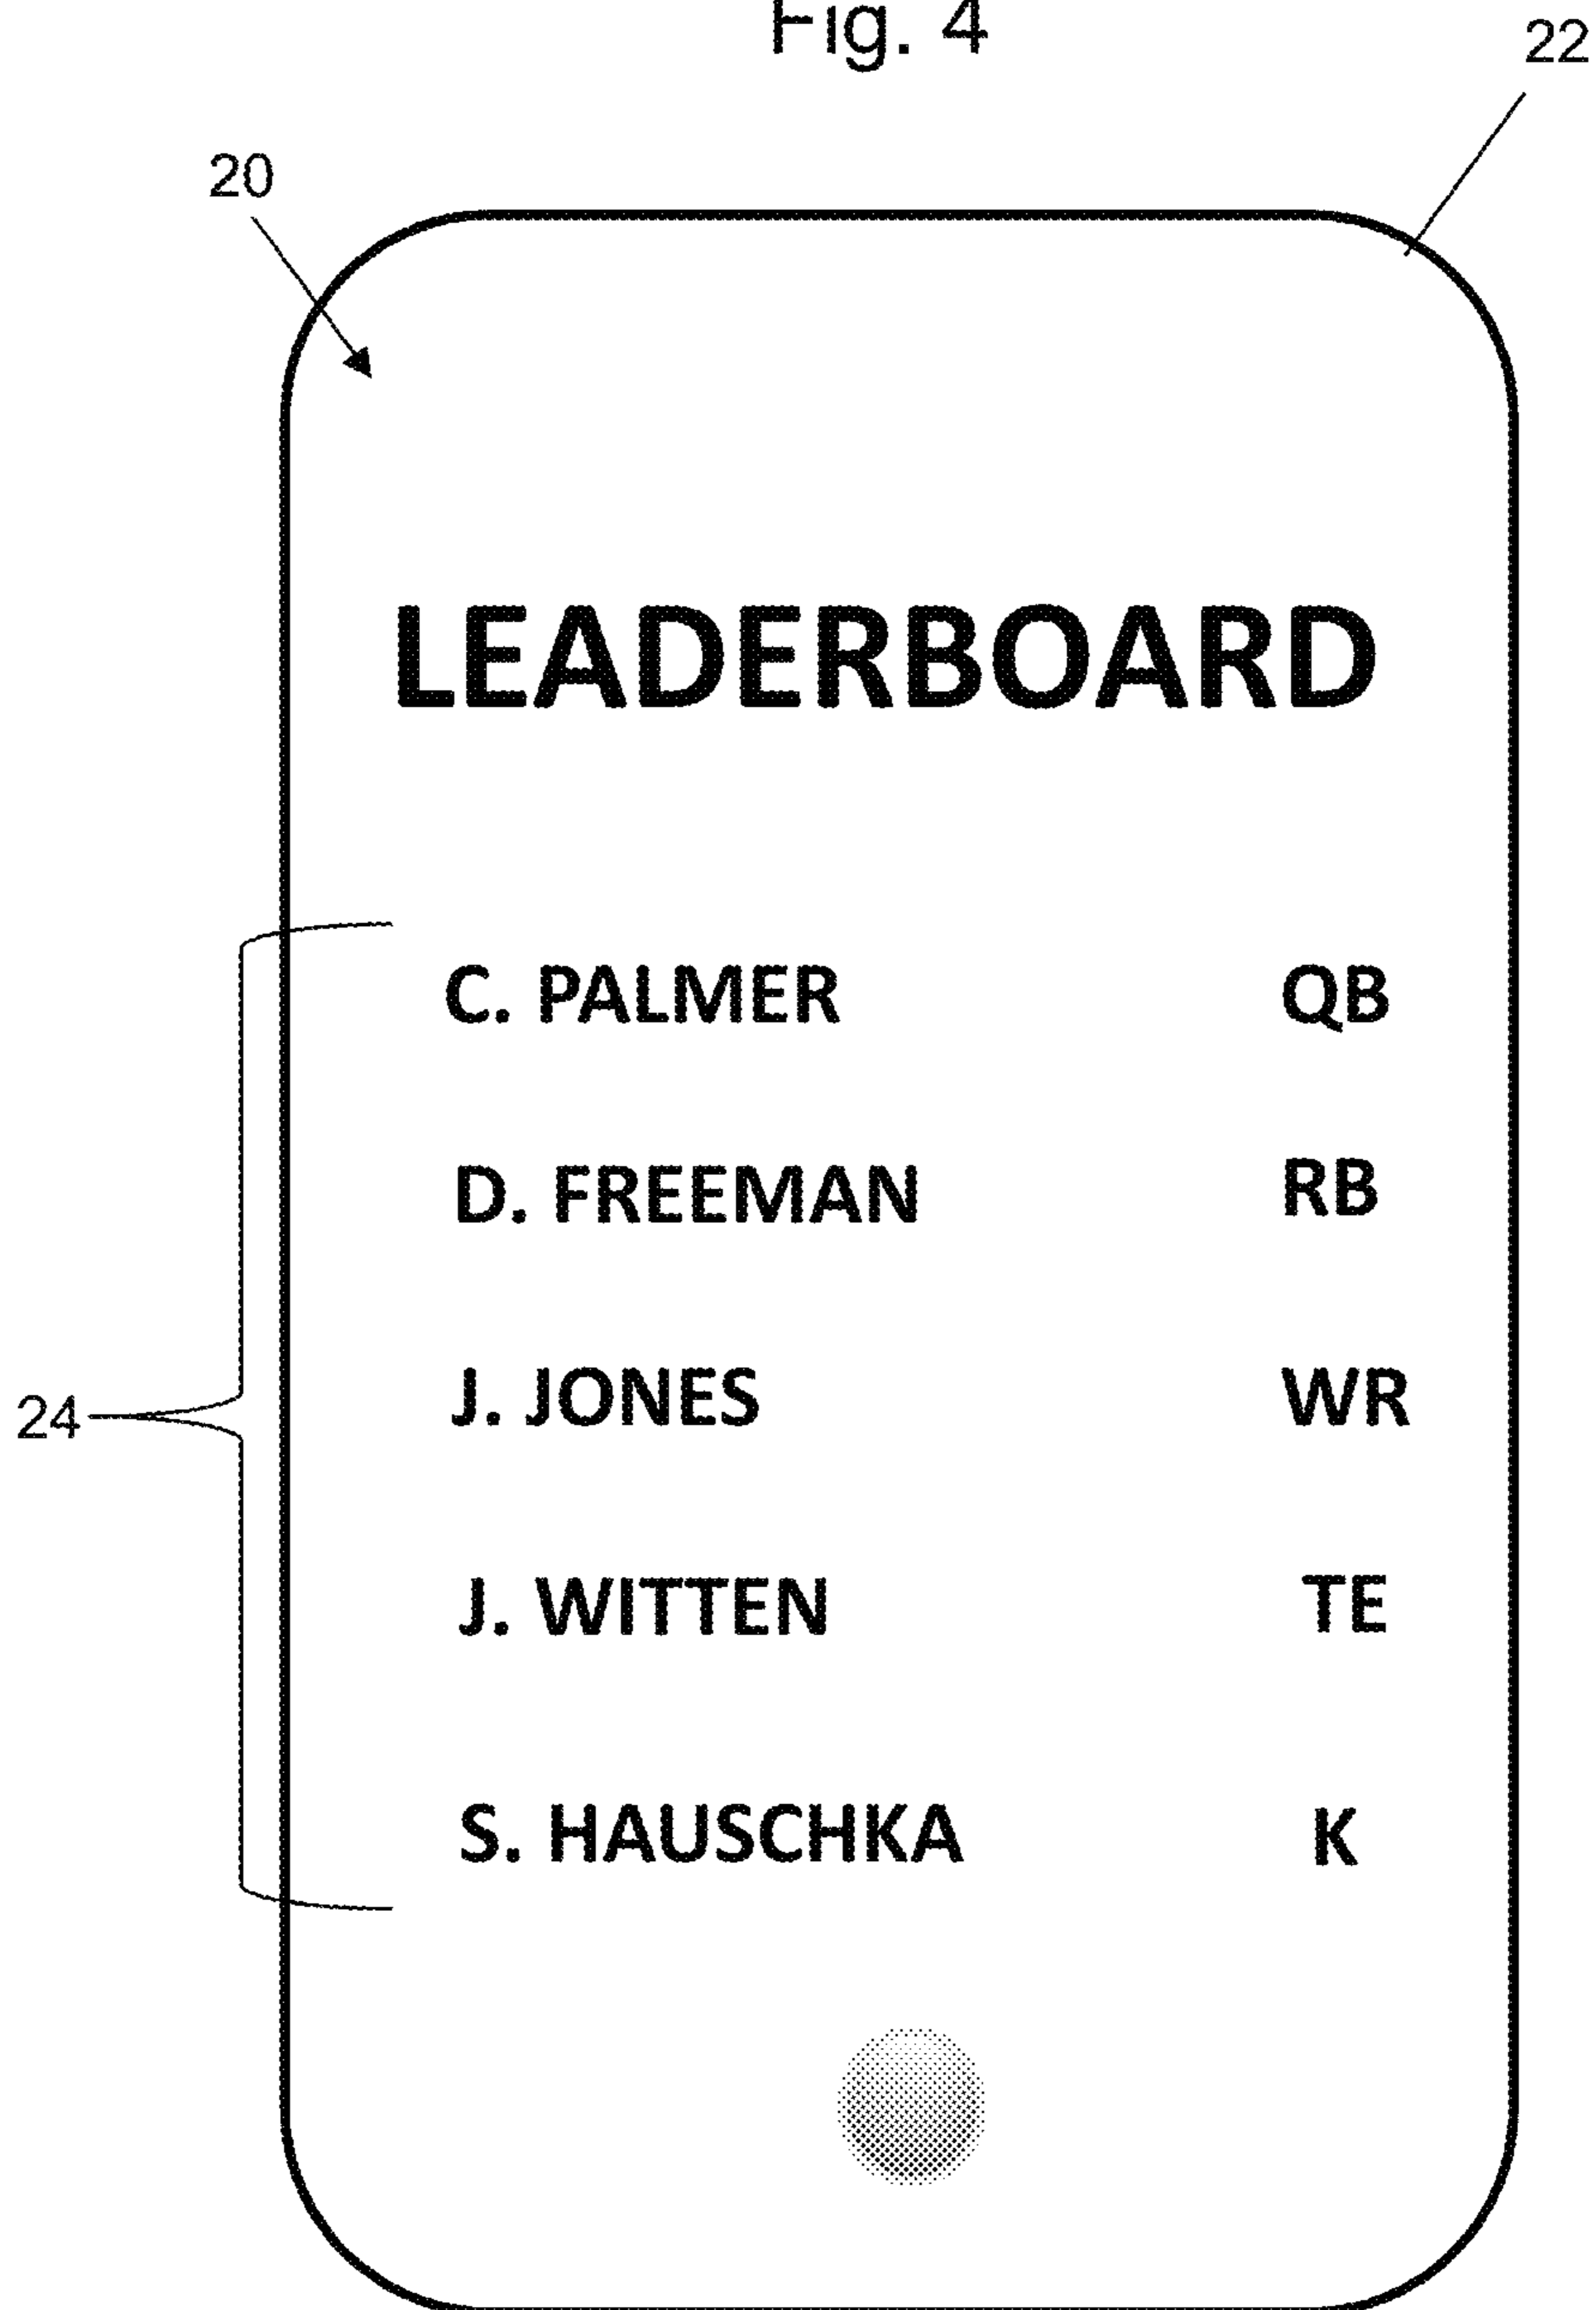 Fig. 4
22
20
LEADERBOARD
C. PALMER QB
D. FREEMAN RB
J. JONES WR
24
J. WITTEN TE
S. HAUSCHKA K